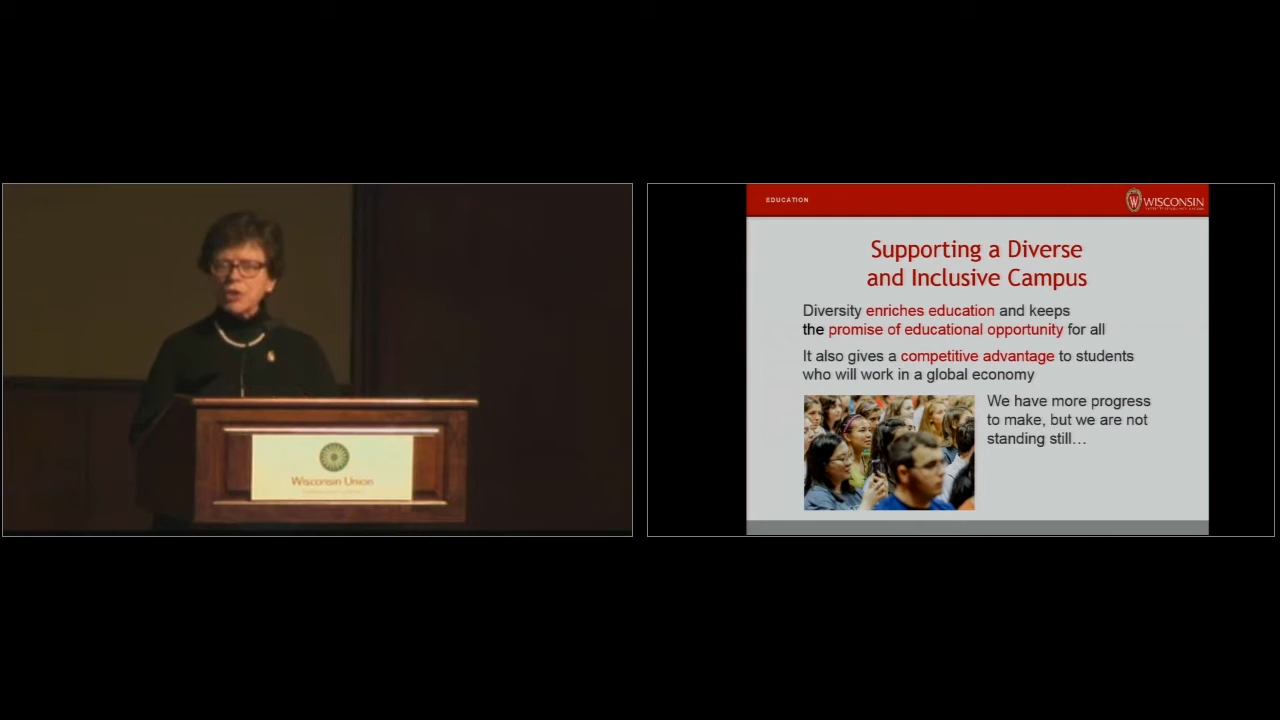 Wisconsin Union
EDUCATION
W WISCONSIN
Supporting a Diverse
and Inclusive Campus
Diversity enriches education and keeps
the promise of educational opportunity for all
It also gives a competitive advantage to students
who will work in a global economy
We have more progress
to make, but we are not
standing still…